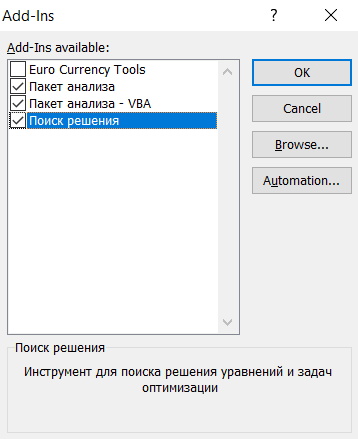 Add-Ins
?
Add-Ins available:
Euro Currency Tools
Пакет анализа
Пакет анализа - VBA
Поиск решения
OK
Cancel
Browse...
Automation...
Поиск решения
Инструмент для поиска решения уравнений и задач
оптимизации